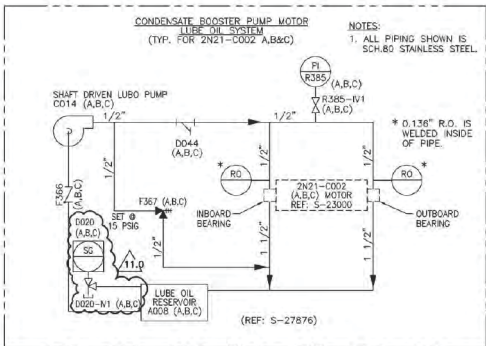 CONDENSATE BOOSTER PUMP MOTOR
LUBE OIL SYSTEM
(TYP. FOR 2N21-C002 A,B&C)
NOTES:
1. ALL PIPING SHOWN IS
SCH.80 STAINLESS STEEL.
PI
R385
(A,B,C)
R385-IV1
(A,B,C)
SHAFT DRIVEN LUBO PUMP
C014 (A,B,C)
1/2"
1/2"
D044
(A,B,C)
* 0.136" R.O. IS
WELDED INSIDE
OF PIPE.
1/2"
1/2"
1/2"
* RO
RO *
2N21-C002
(A,B,C) MOTOR
REF: S-23000
F366
(A,B,C)
F367 (A,B,C)
SET @
15 PSIG
1/2"
INBOARD
BEARING
OUTBOARD
BEARING
1 1/2"
1 1/2"
D020
(A,B,C)
SG
11.0
D020-IV1 (A,B,C)
LUBE OIL
RESERVOIR
A008 (A,B,C)
(REF: S-27876)